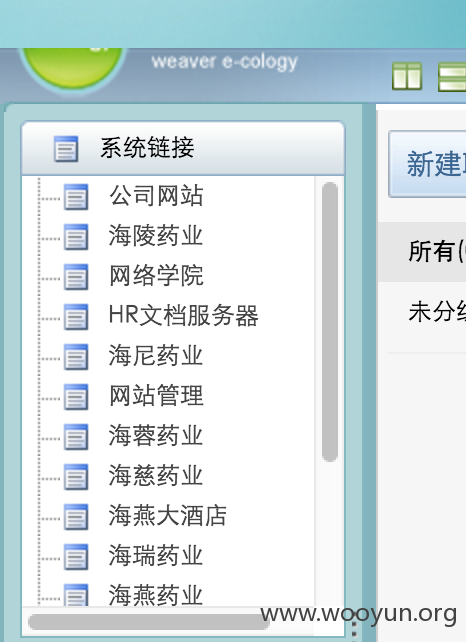 weaver e-cology
系统链接
公司网站
海陵药业
网络学院
HR文档服务器
海尼药业
网站管理
海蓉药业
海慈药业
海燕大酒店
海瑞药业
海燕药业
新建
所有(
未分
www.wooyun.org